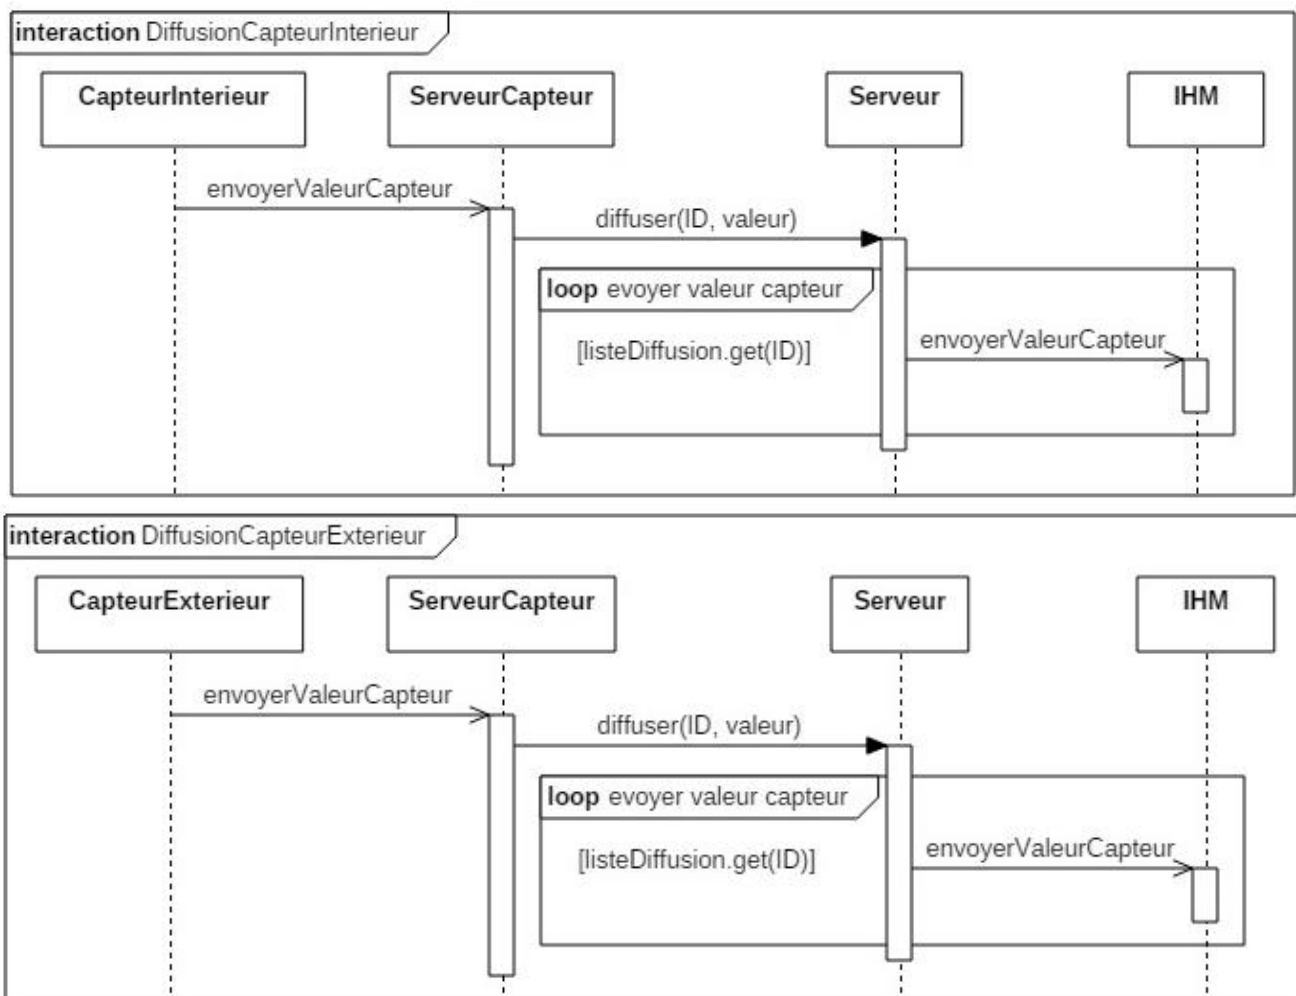 interaction DiffusionCapteurInterieur
CapteurInterieur
ServeurCapteur
Serveur
IHM
envoyerValeurCapteur
diffuser(ID, valeur)
loop evoyer valeur capteur
[listeDiffusion.get(ID)]
envoyerValeurCapteur
interaction DiffusionCapteurExterieur
CapteurExterieur
ServeurCapteur
Serveur
IHM
envoyerValeurCapteur
diffuser(ID, valeur)
loop evoyer valeur capteur
[listeDiffusion.get(ID)]
envoyerValeurCapteur